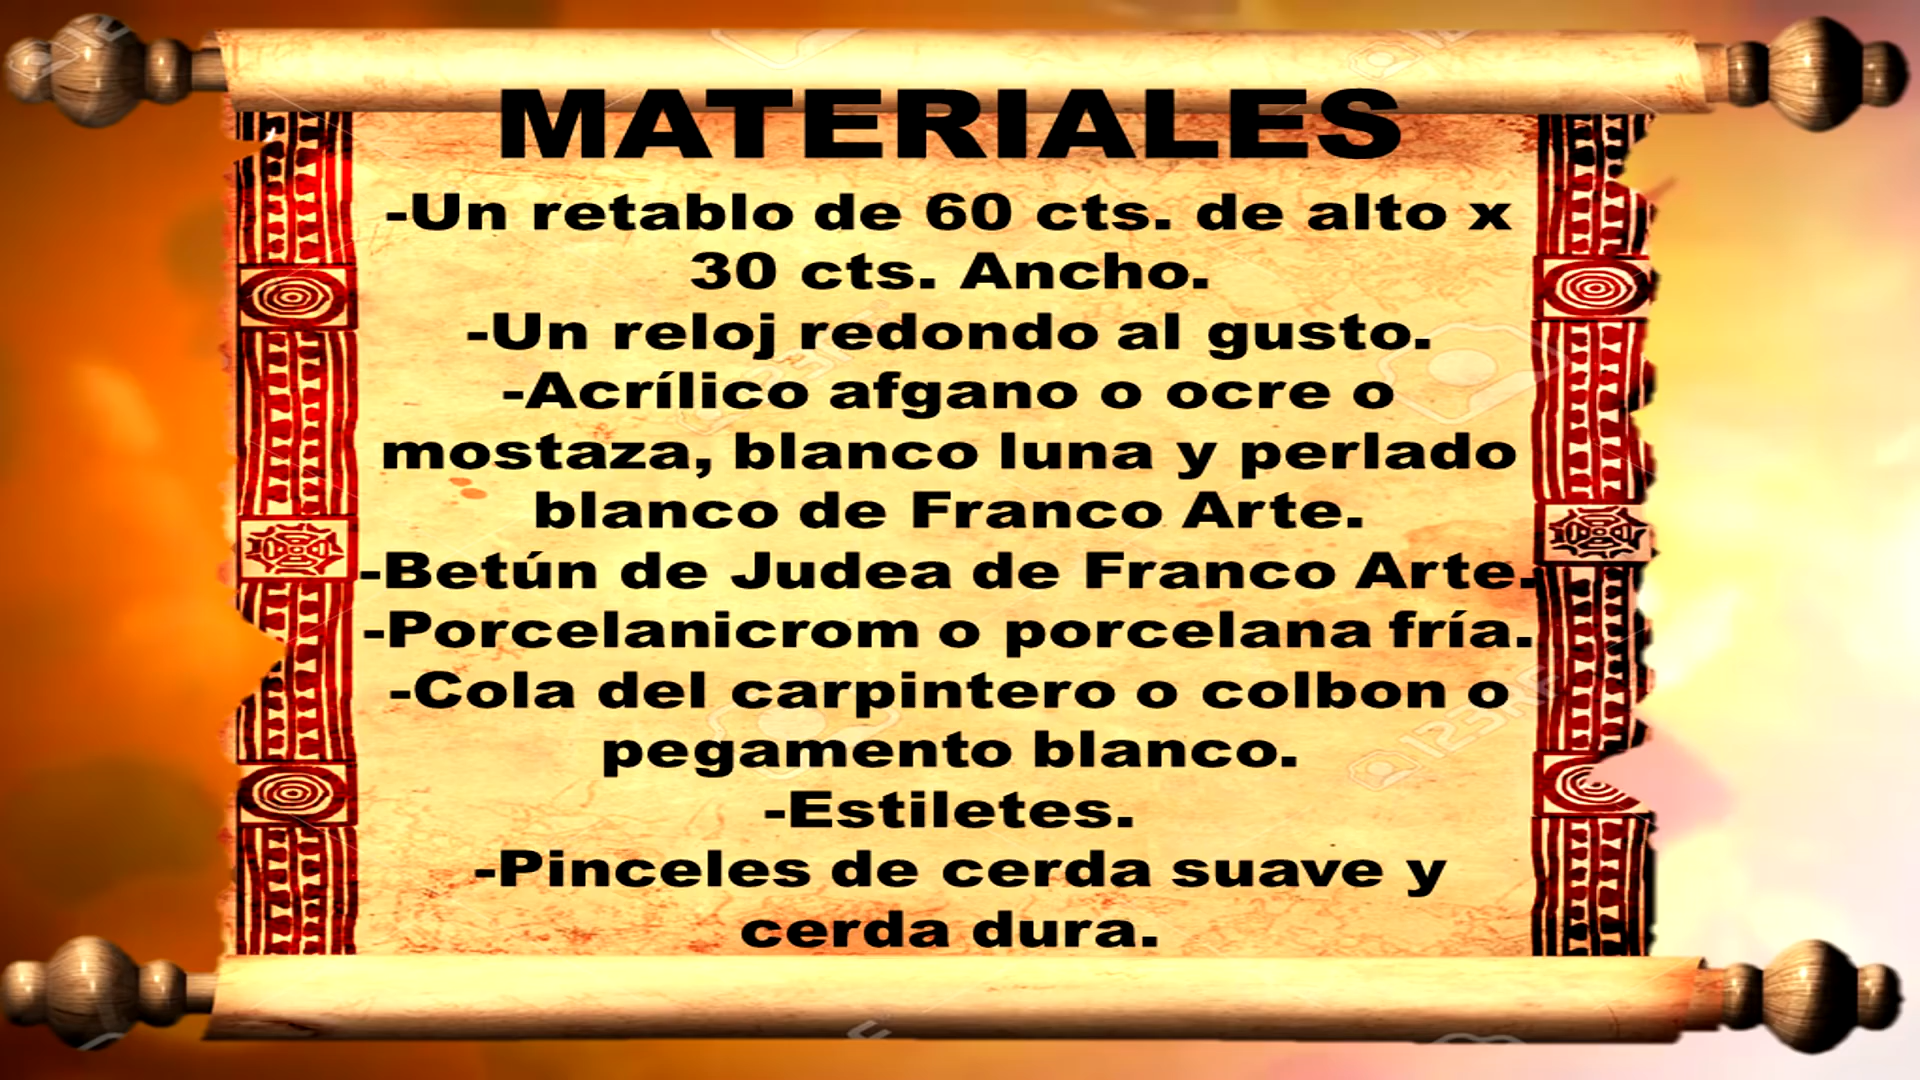 MATERIALES
-Un retablo de 60 cts. de alto x
30 cts. Ancho.
-Un reloj redondo al gusto.
-Acrílico afgano o ocre o
mostaza, blanco luna y perlado
blanco de Franco Arte.
-Betún de Judea de Franco Arte.
-Porcelanicrom o porcelana fría.
-Cola del carpintero o colbon o
pegamento blanco.
-Estiletes.
-Pinceles de cerda suave y
cerda dura.
123RF